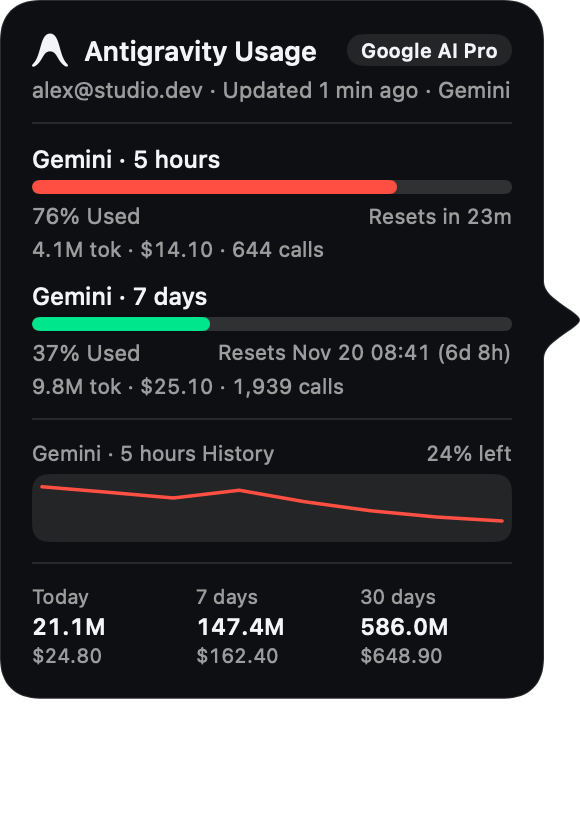 Antigravity Usage Google AI Pro
alex@studio.dev · Updated 1 min ago · Gemini
Gemini · 5 hours
76% Used Resets in 23m
4.1M tok · $14.10 · 644 calls
Gemini · 7 days
37% Used Resets Nov 20 08:41 (6d 8h)
9.8M tok · $25.10 · 1,939 calls
Gemini · 5 hours History 24% left
Today 7 days 30 days
21.1M 147.4M 586.0M
$24.80 $162.40 $648.90